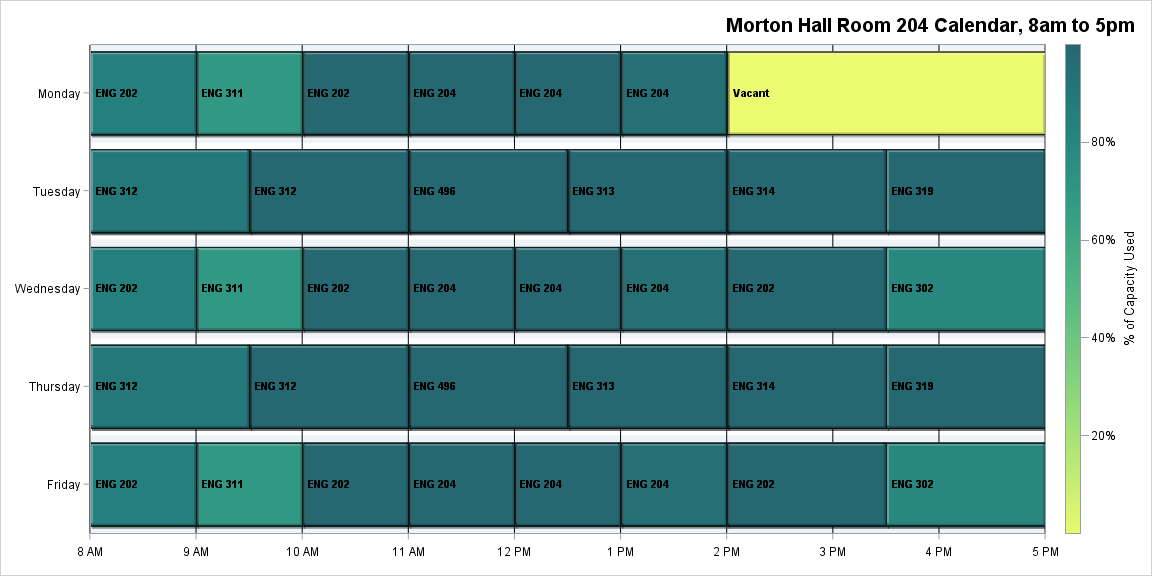 Morton Hall Room 204 Calendar, 8am to 5pm
Monday ENG 202 ENG 311 ENG 202 ENG 204 ENG 204 ENG 204 Vacant
Tuesday ENG 312 ENG 312 ENG 496 ENG 313 ENG 314 ENG 319
Wednesday ENG 202 ENG 311 ENG 202 ENG 204 ENG 204 ENG 204 ENG 202 ENG 302
Thursday ENG 312 ENG 312 ENG 496 ENG 313 ENG 314 ENG 319
Friday ENG 202 ENG 311 ENG 202 ENG 204 ENG 204 ENG 204 ENG 202 ENG 302
8 AM 9 AM 10 AM 11 AM 12 PM 1 PM 2 PM 3 PM 4 PM 5 PM
80%
60%
40%
20%
% of Capacity Used